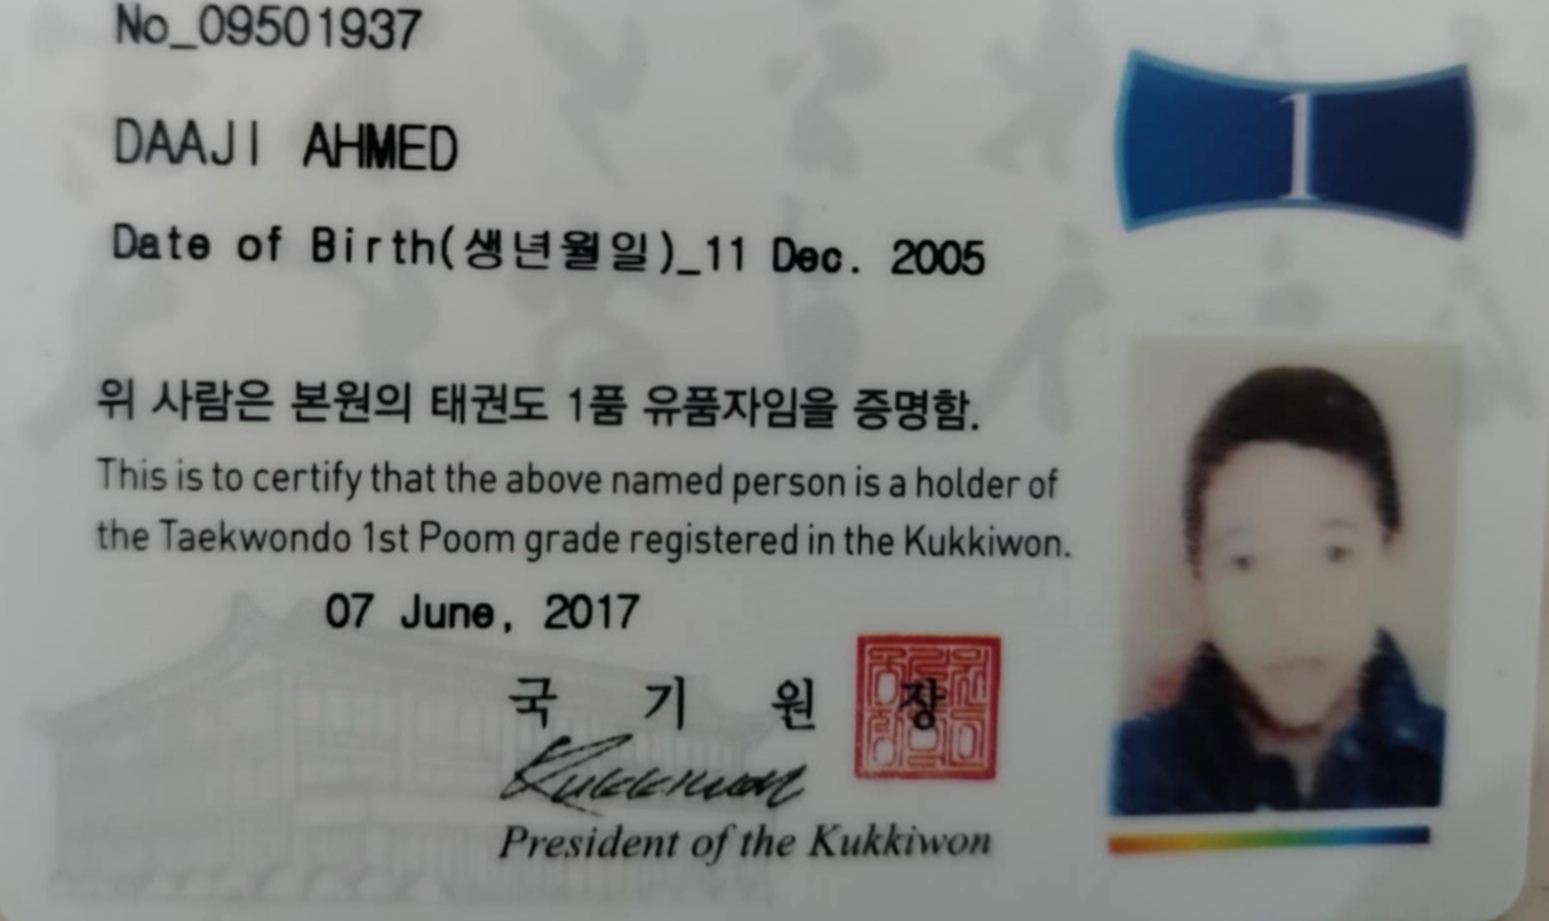 No_09501937
1
DAAJI AHMED
Date of Birth(생년월일)_11 Dec. 2005
위 사람은 본원의 태권도 1품 유품자임을 증명함.
This is to certify that the above named person is a holder of
the Taekwondo 1st Poom grade registered in the Kukkiwon.
07 June, 2017
국 기 원 장
Kukkiwon
President of the Kukkiwon